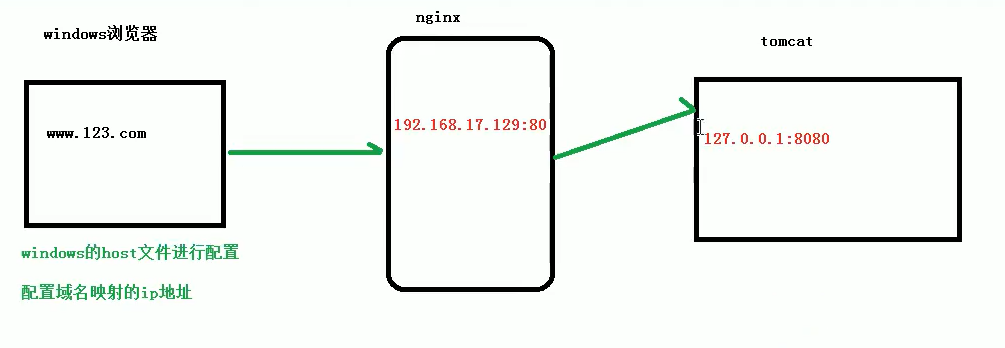 nginx
windows浏览器
tomcat
www.123.com
192.168.17.129:80
127.0.0.1:8080
windows的host文件进行配置
配置域名映射的ip地址